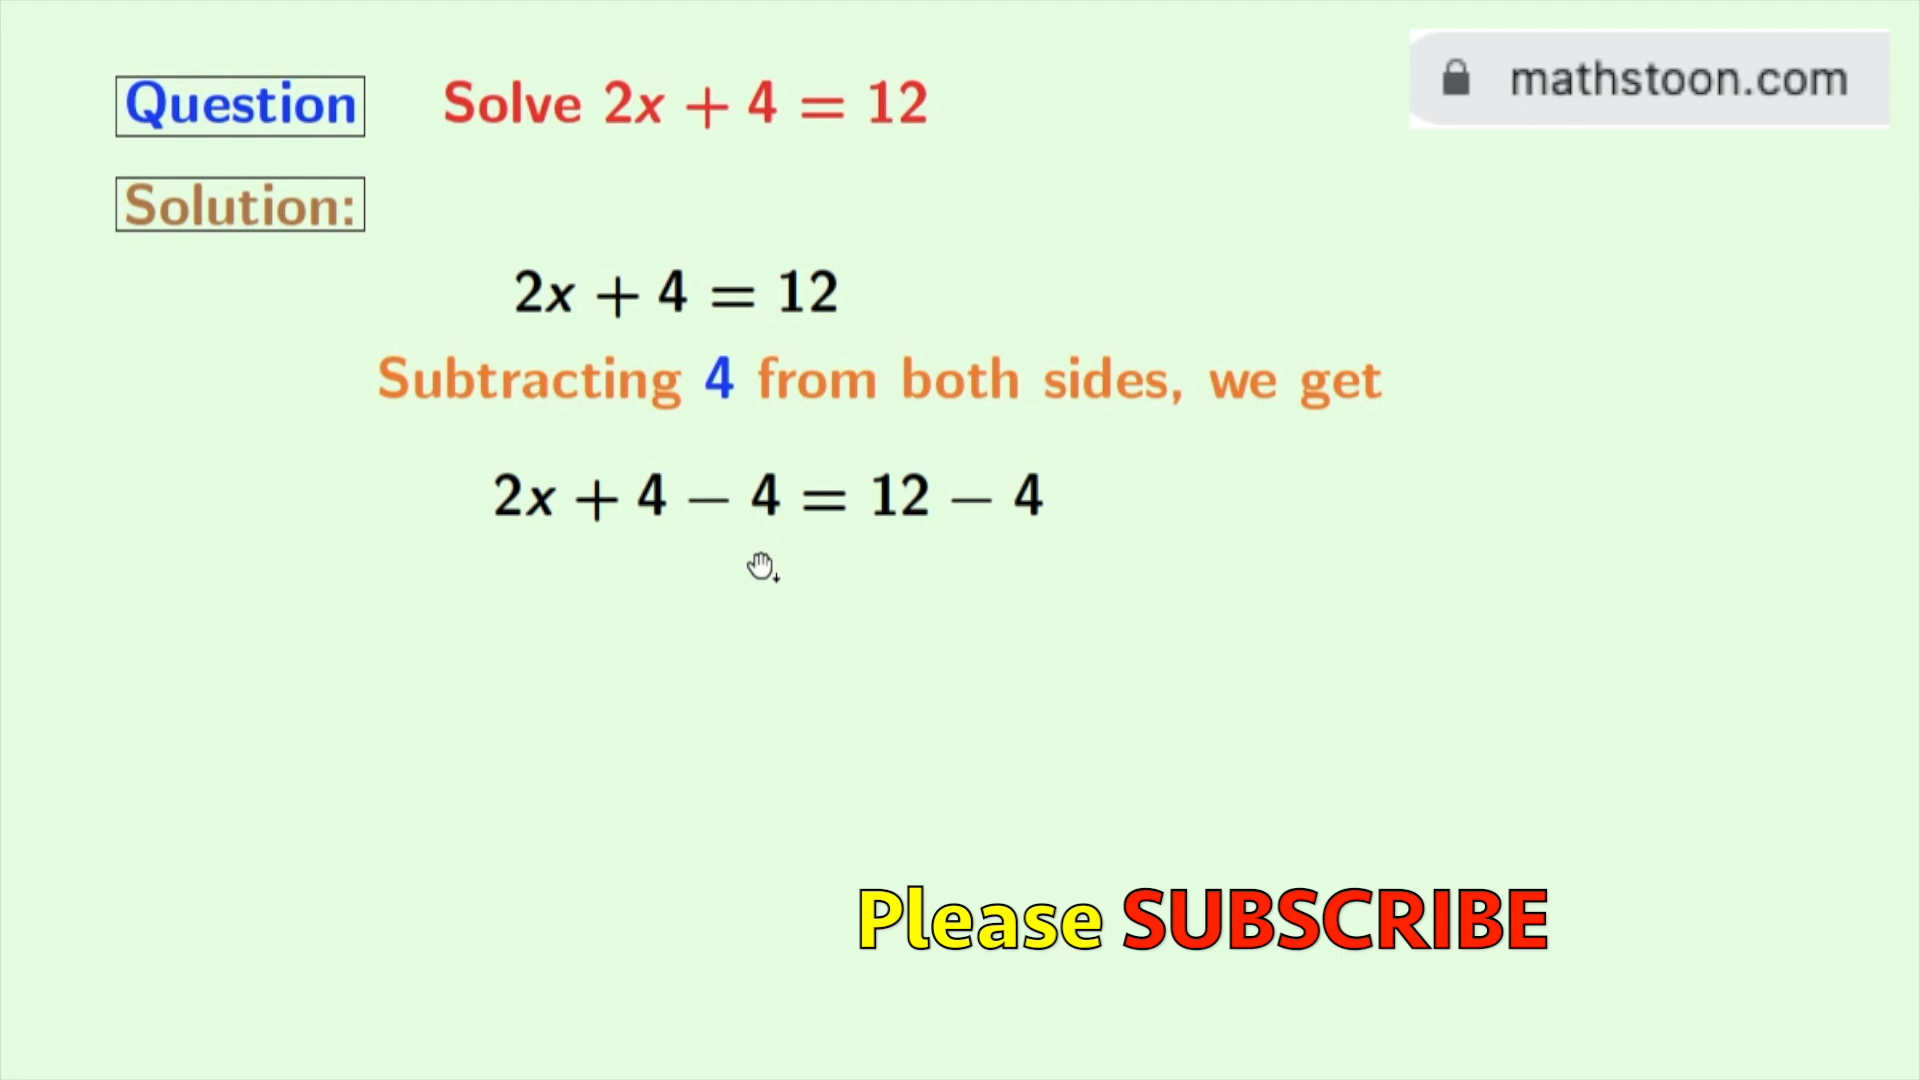 Question Solve 2x + 4 = 12
mathstoon.com
Solution:
2x + 4 = 12
Subtracting 4 from both sides, we get
2x + 4 − 4 = 12 − 4
Please SUBSCRIBE